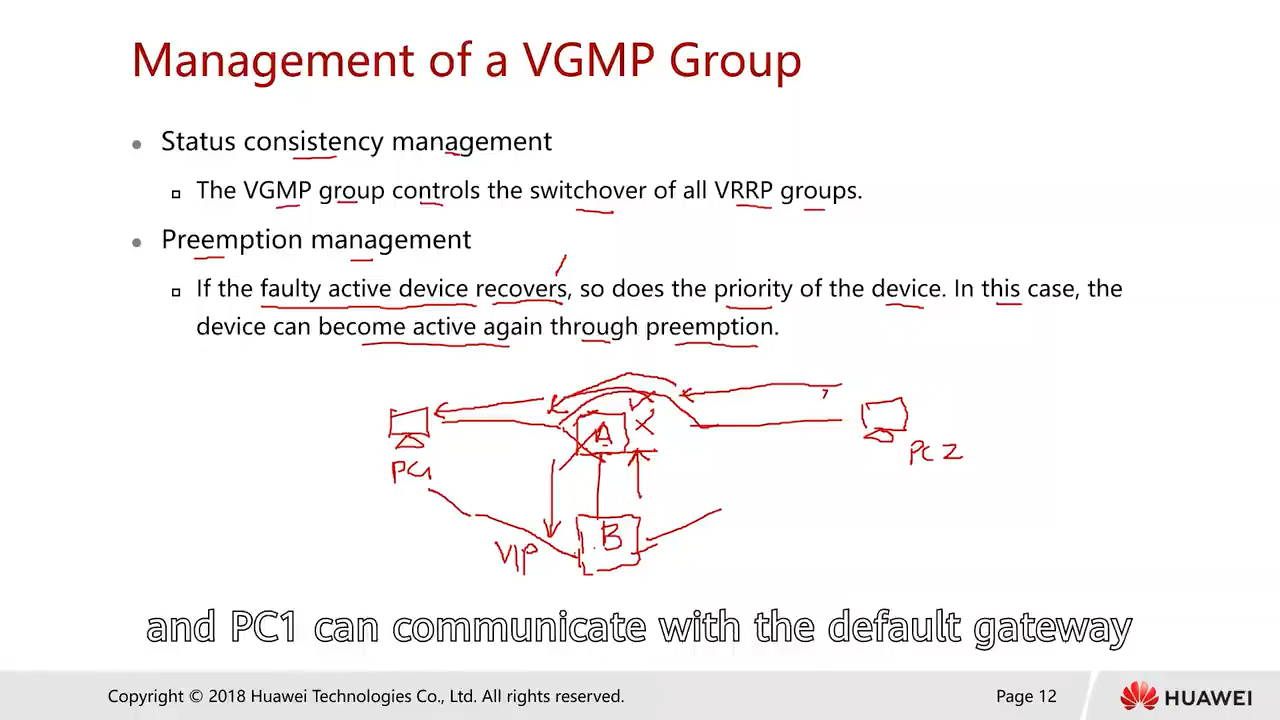 Management of a VGMP Group
Status consistency management
The VGMP group controls the switchover of all VRRP groups.
Preemption management
If the faulty active device recovers, so does the priority of the device. In this case, the
device can become active again through preemption.
A
PC1
PC2
B
VIP
and PC1 can communicate with the default gateway
Copyright © 2018 Huawei Technologies Co., Ltd. All rights reserved.
Page 12
HUAWEI